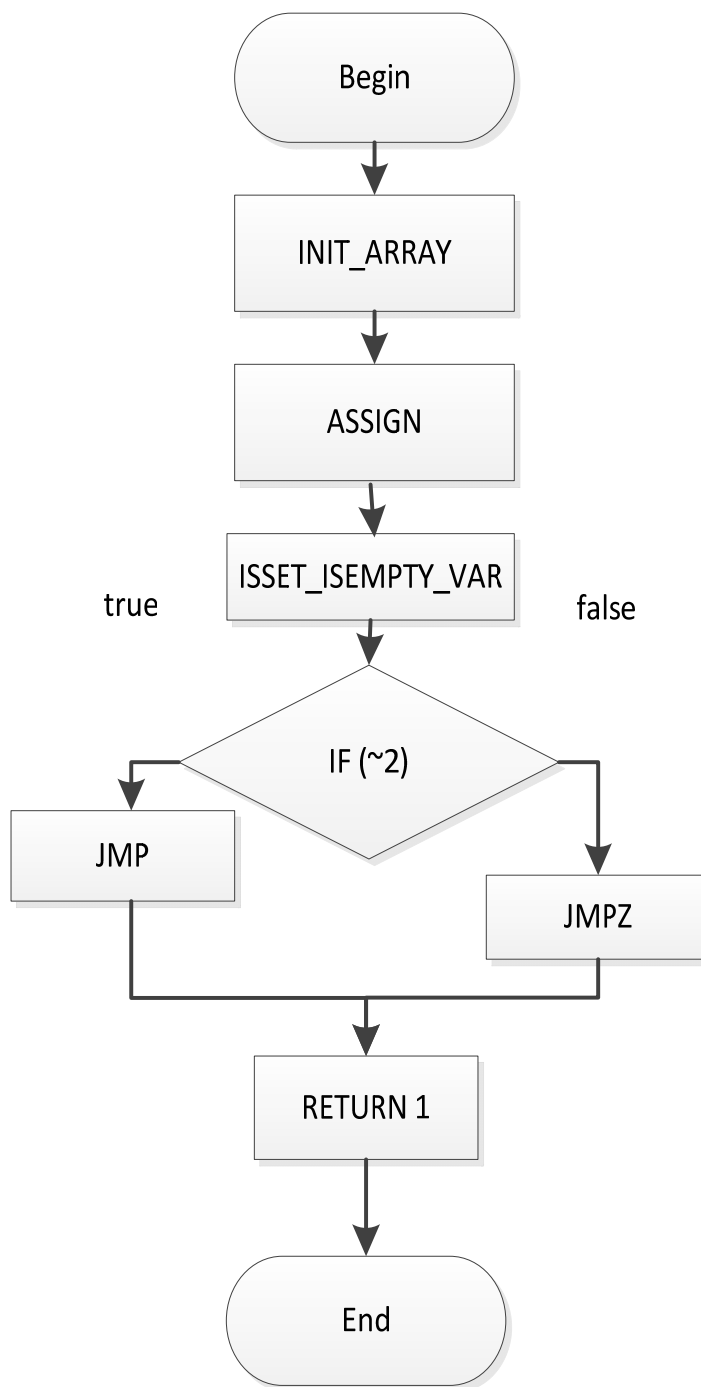 Begin
INIT_ARRAY
ASSIGN
ISSET_ISEMPTY_VAR
true
false
IF (~2)
JMP
JMPZ
RETURN 1
End